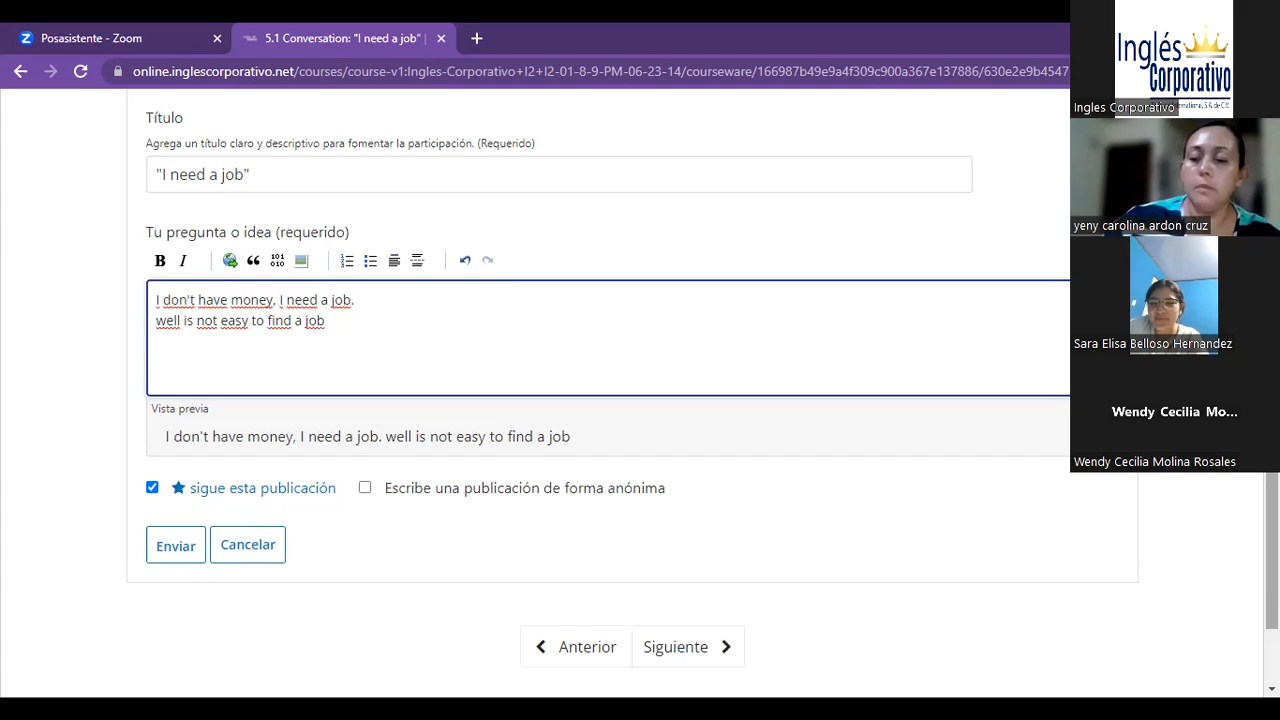 Posasistente - Zoom
5.1 Conversation: "I need a job" |
online.inglescorporativo.net/courses/course-v1:Ingles-Corporativo+I2+I2-01-8-9-PM-06-23-14/courseware/166987b49e9a4f309c900a367e137886/630e2e9b4547
Título
Agrega un título claro y descriptivo para fomentar la participación. (Requerido)
"I need a job"
Tu pregunta o idea (requerido)
B I
I don't have money, I need a job.
well is not easy to find a job
Vista previa
I don't have money, I need a job. well is not easy to find a job
sigue esta publicación
Escribe una publicación de forma anónima
Enviar
Cancelar
Anterior
Siguiente
Inglés
Corporativo
Ingles Corporativo
yeny carolina ardon cruz
Sara Elisa Belloso Hernandez
Wendy Cecilia Mo...
Wendy Cecilia Molina Rosales